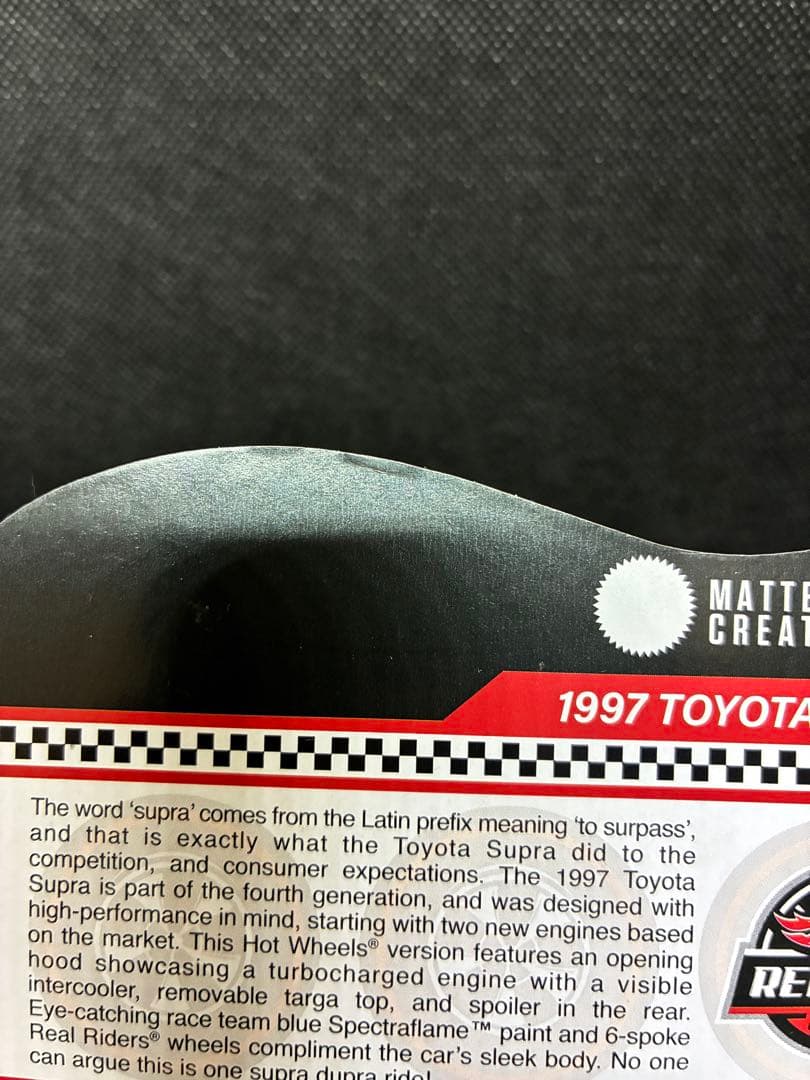 MATTE
CREAT
1997 TOYOTA
The word ‘supra’ comes from the Latin prefix meaning ‘to surpass’,
and that is exactly what the Toyota Supra did to the
competition, and consumer expectations. The 1997 Toyota
Supra is part of the fourth generation, and was designed with
high-performance in mind, starting with two new engines based
on the market. This Hot Wheels® version features an opening
hood showcasing a turbocharged engine with a visible
intercooler, removable targa top, and spoiler in the rear.
Eye-catching race team blue Spectraflame™ paint and 6-spoke
Real Riders® wheels compliment the car’s sleek body. No one
can argue this is one supra dupra ride!
RE